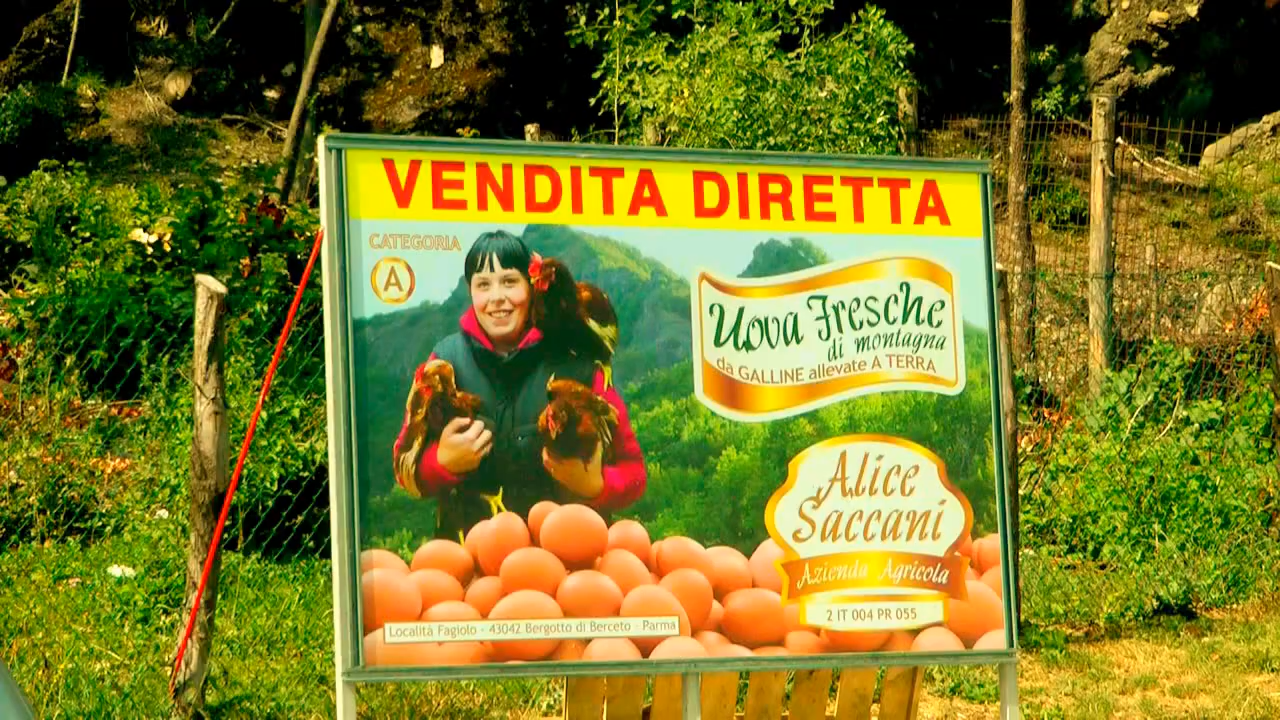 VENDITA DIRETTA
CATEGORIA
A
Uova Fresche
di montagna
da GALLINE allevate A TERRA
Alice
Saccani
Azienda Agricola
2 IT 004 PR 055
Località Fagiolo - 43042 Bergotto di Berceto - Parma